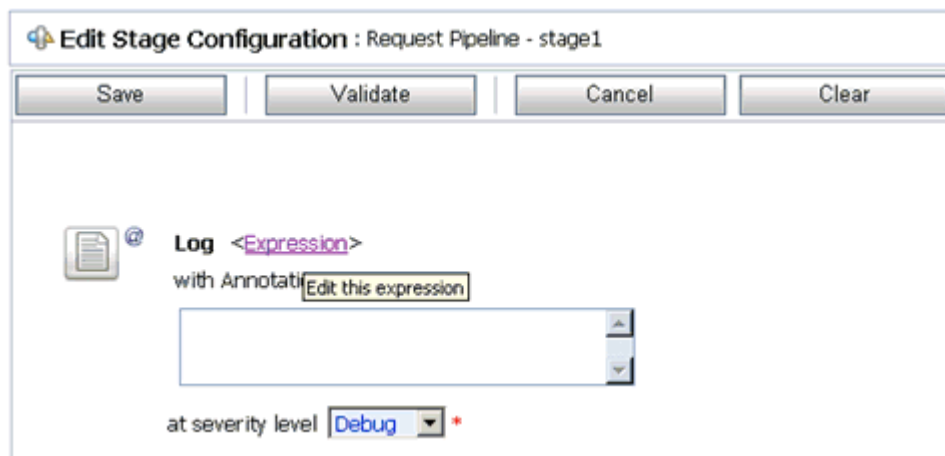 Edit Stage Configuration : Request Pipeline - stage1
Save Validate Cancel Clear
@ Log <Expression>
with Annotati
Edit this expression
at severity level Debug *